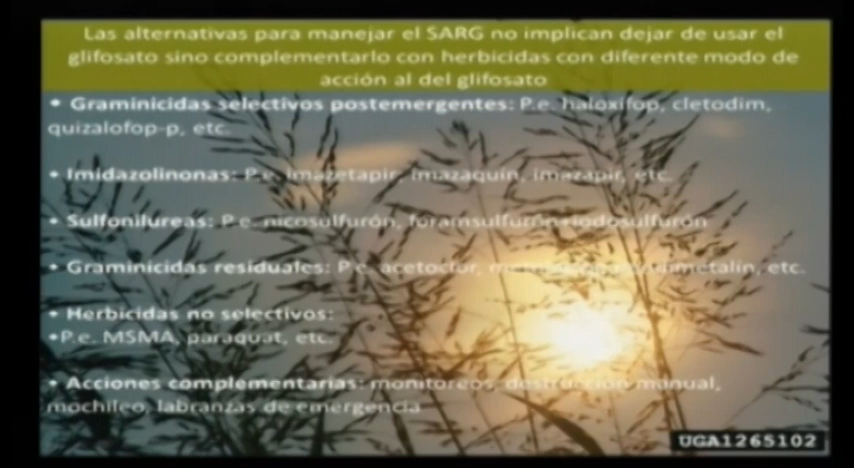 Las alternativas para manejar el SARG no implican dejar de usar el
glifosato sino complementarlo con herbicidas con diferente modo de
acción al del glifosato
• Graminicidas selectivos postemergentes: P.e. haloxifop, cletodim,
quizalofop-p, etc.
• Imidazolinonas: P.e. imazetapir, imazaquín, imazapir, etc.
• Sulfonilureas: P.e. nicosulfurón, foramsulfurón+iodosulfurón
• Graminicidas residuales: P.e. acetoclor, etc.
• Herbicidas no selectivos:
•P.e. MSMA, paraquat, etc.
• Acciones complementarias: monitoreos, destrucción manual,
mochileo, labranzas de emergencia
UGA1265102